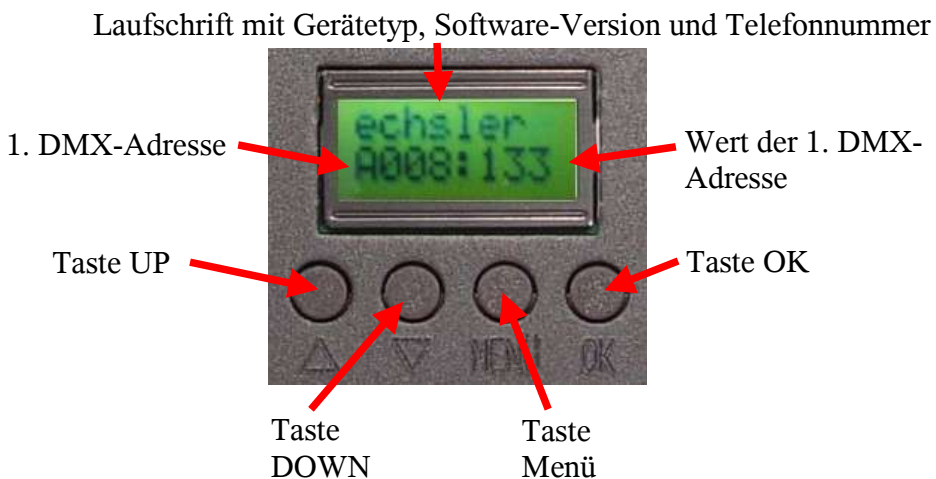 Laufschrift mit Gerätetyp, Software-Version und Telefonnummer
echsler
1. DMX-Adresse
A008:133
Wert der 1. DMX-
Adresse
Taste UP
Taste OK
MENÜ
OK
Taste
DOWN
Taste
Menü